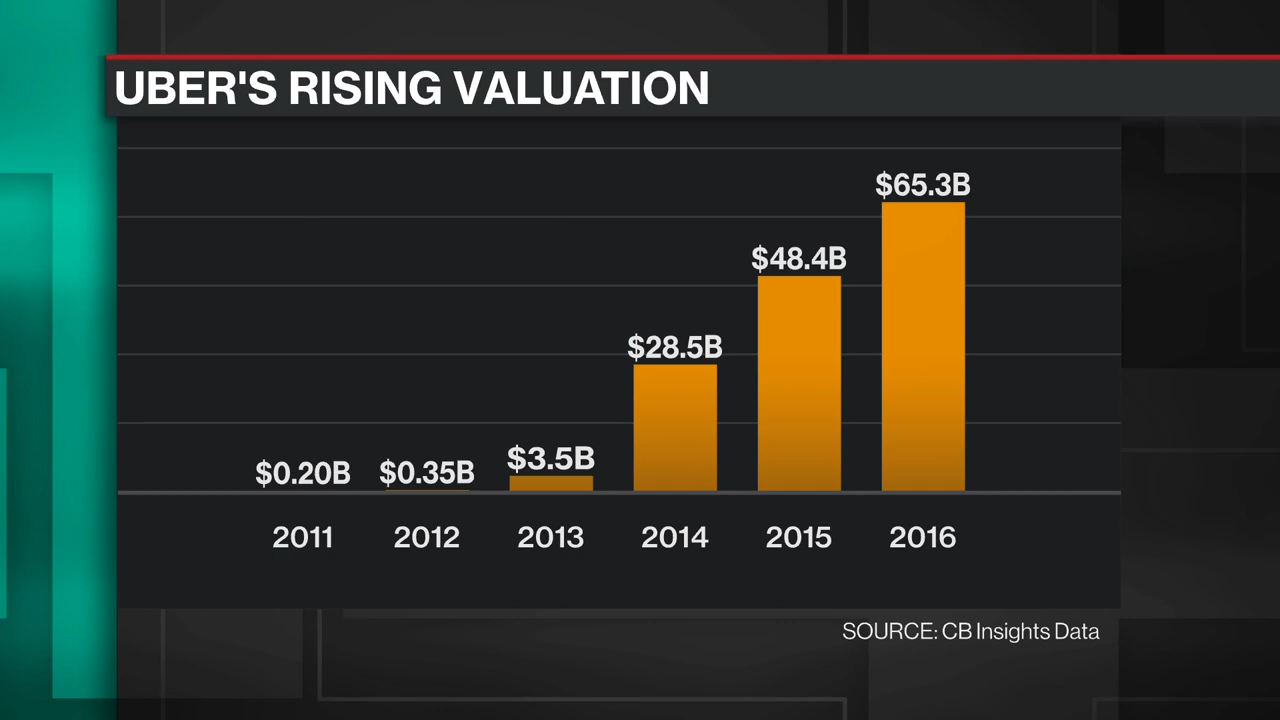 UBER'S RISING VALUATION
$65.3B
$48.4B
$28.5B
$3.5B
$0.20B $0.35B
2011 2012 2013 2014 2015 2016
SOURCE: CB Insights Data